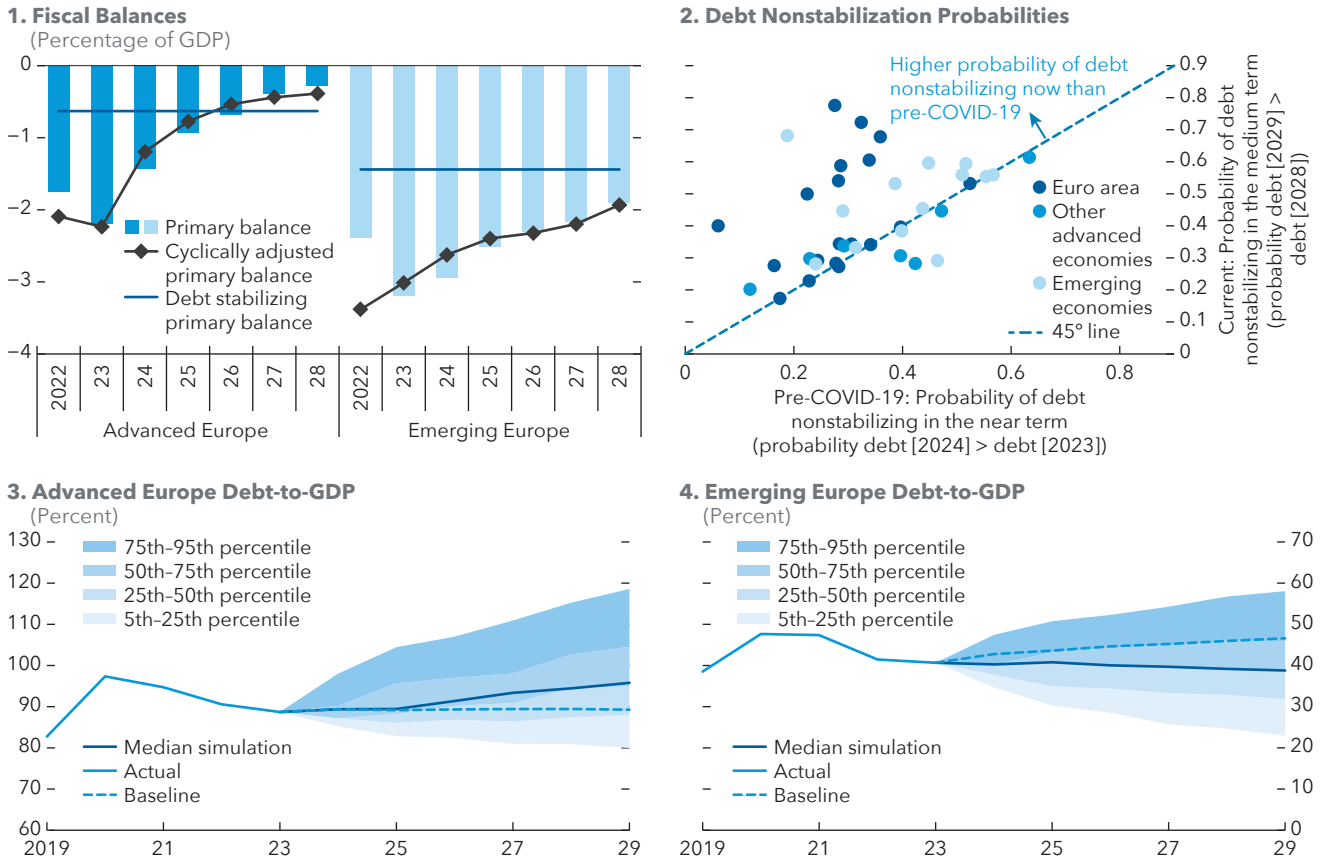 1. Fiscal Balances
(Percentage of GDP)
0
−1
−2
−3
−4
Primary balance
Cyclically adjusted
primary balance
Debt stabilizing
primary balance
2022
23
24
25
26
27
28
2022
23
24
25
26
27
28
Advanced Europe
Emerging Europe
2. Debt Nonstabilization Probabilities
Higher probability of debt
nonstabilizing now than
pre-COVID-19
Euro area
Other
advanced
economies
Emerging
economies
45° line
0.9
0.8
0.7
0.6
0.5
0.4
0.3
0.2
0.1
0
Current: Probability of debt
nonstabilizing in the medium term
(probability debt [2029] >
debt [2028])
0
0.2
0.4
0.6
0.8
Pre-COVID-19: Probability of debt
nonstabilizing in the near term
(probability debt [2024] > debt [2023])
3. Advanced Europe Debt-to-GDP
(Percent)
130
120
110
100
90
80
70
60
75th–95th percentile
50th–75th percentile
25th–50th percentile
5th–25th percentile
Median simulation
Actual
Baseline
2019
21
23
25
27
29
4. Emerging Europe Debt-to-GDP
(Percent)
75th–95th percentile
50th–75th percentile
25th–50th percentile
5th–25th percentile
Median simulation
Actual
Baseline
70
60
50
40
30
20
10
0
2019
21
23
25
27
29